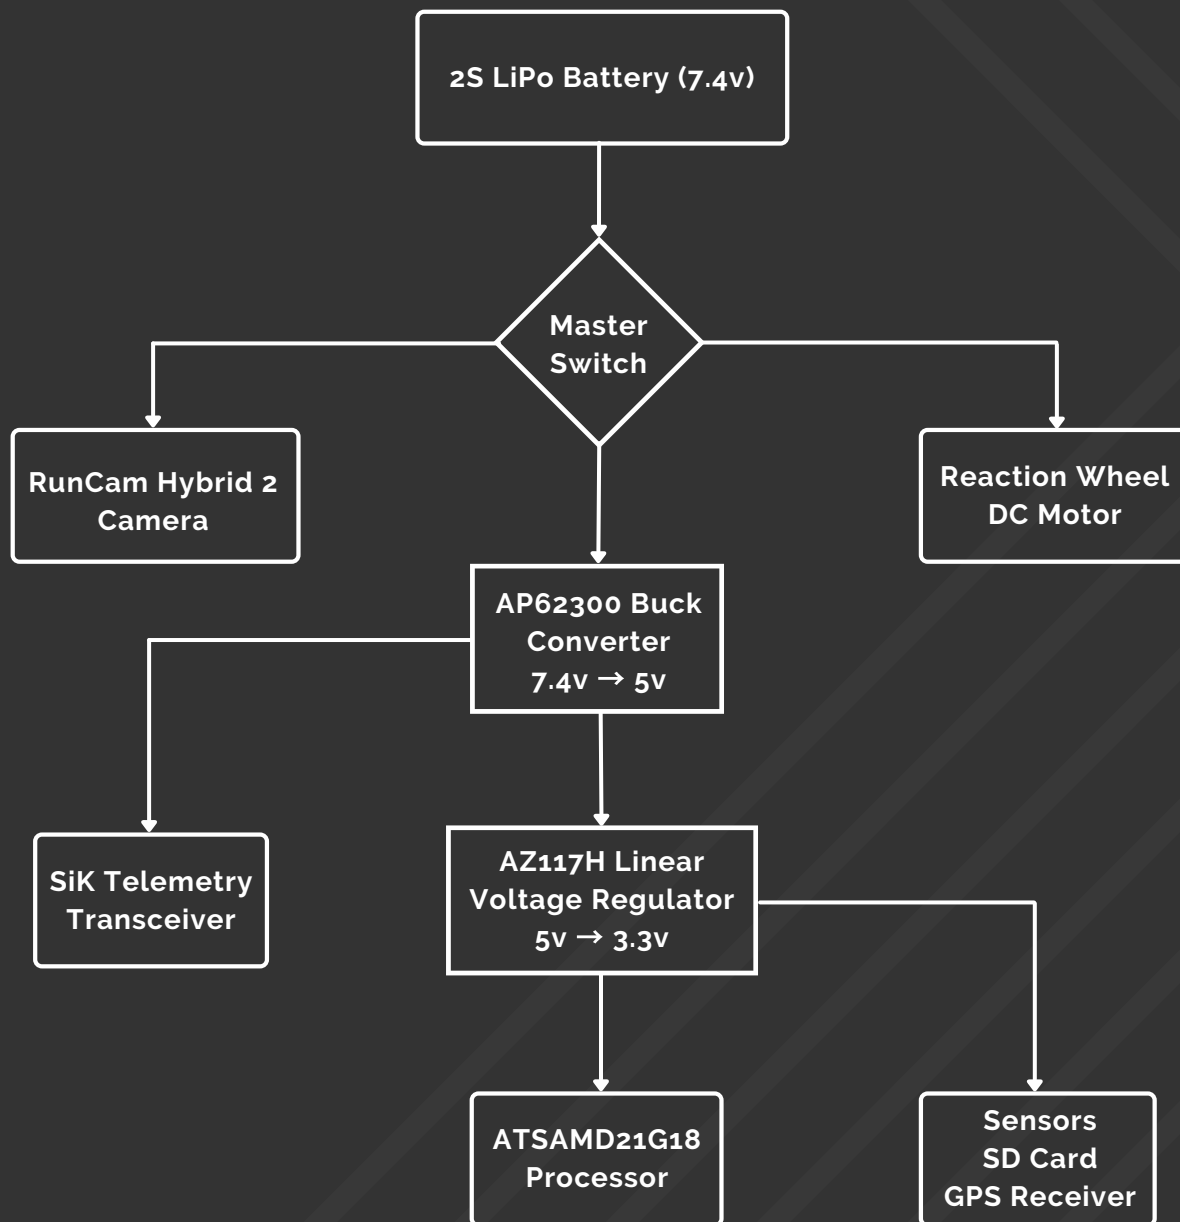 2S LiPo Battery (7.4v)
Master
Switch
RunCam Hybrid 2
Camera
Reaction Wheel
DC Motor
AP62300 Buck
Converter
7.4v → 5v
SiK Telemetry
Transceiver
AZ117H Linear
Voltage Regulator
5v → 3.3v
ATSAMD21G18
Processor
Sensors
SD Card
GPS Receiver